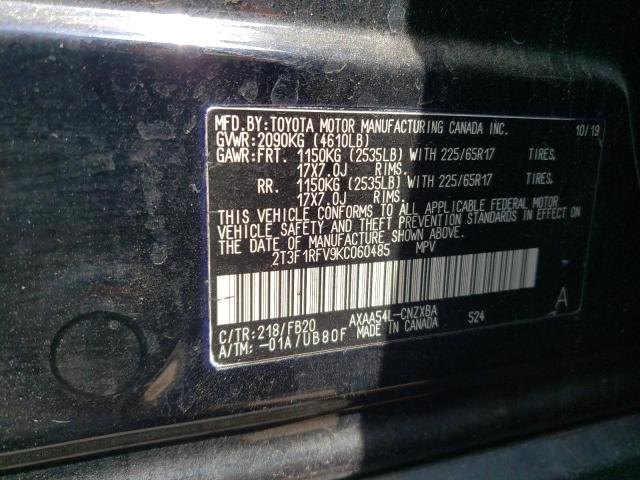 MFD.BY:TOYOTA MOTOR MANUFACTURING CANADA INC. 10/19
GVWR:2090KG (4610LB)
GAWR:FRT. 1150KG (2535LB) WITH 225/65R17 TIRES.
17X7.0J RIMS.
RR. 1150KG (2535LB) WITH 225/65R17 TIRES.
17X7.0J RIMS.
THIS VEHICLE CONFORMS TO ALL APPLICABLE FEDERAL MOTOR
VEHICLE SAFETY AND THEFT PREVENTION STANDARDS IN EFFECT ON
THE DATE OF MANUFACTURE SHOWN ABOVE.
2T3F1RFV9KC060485 MPV
A
C/TR:218/FB20 AXAA54L-CNZXBA 524
A/TM:-01A/UB80F MADE IN CANADA